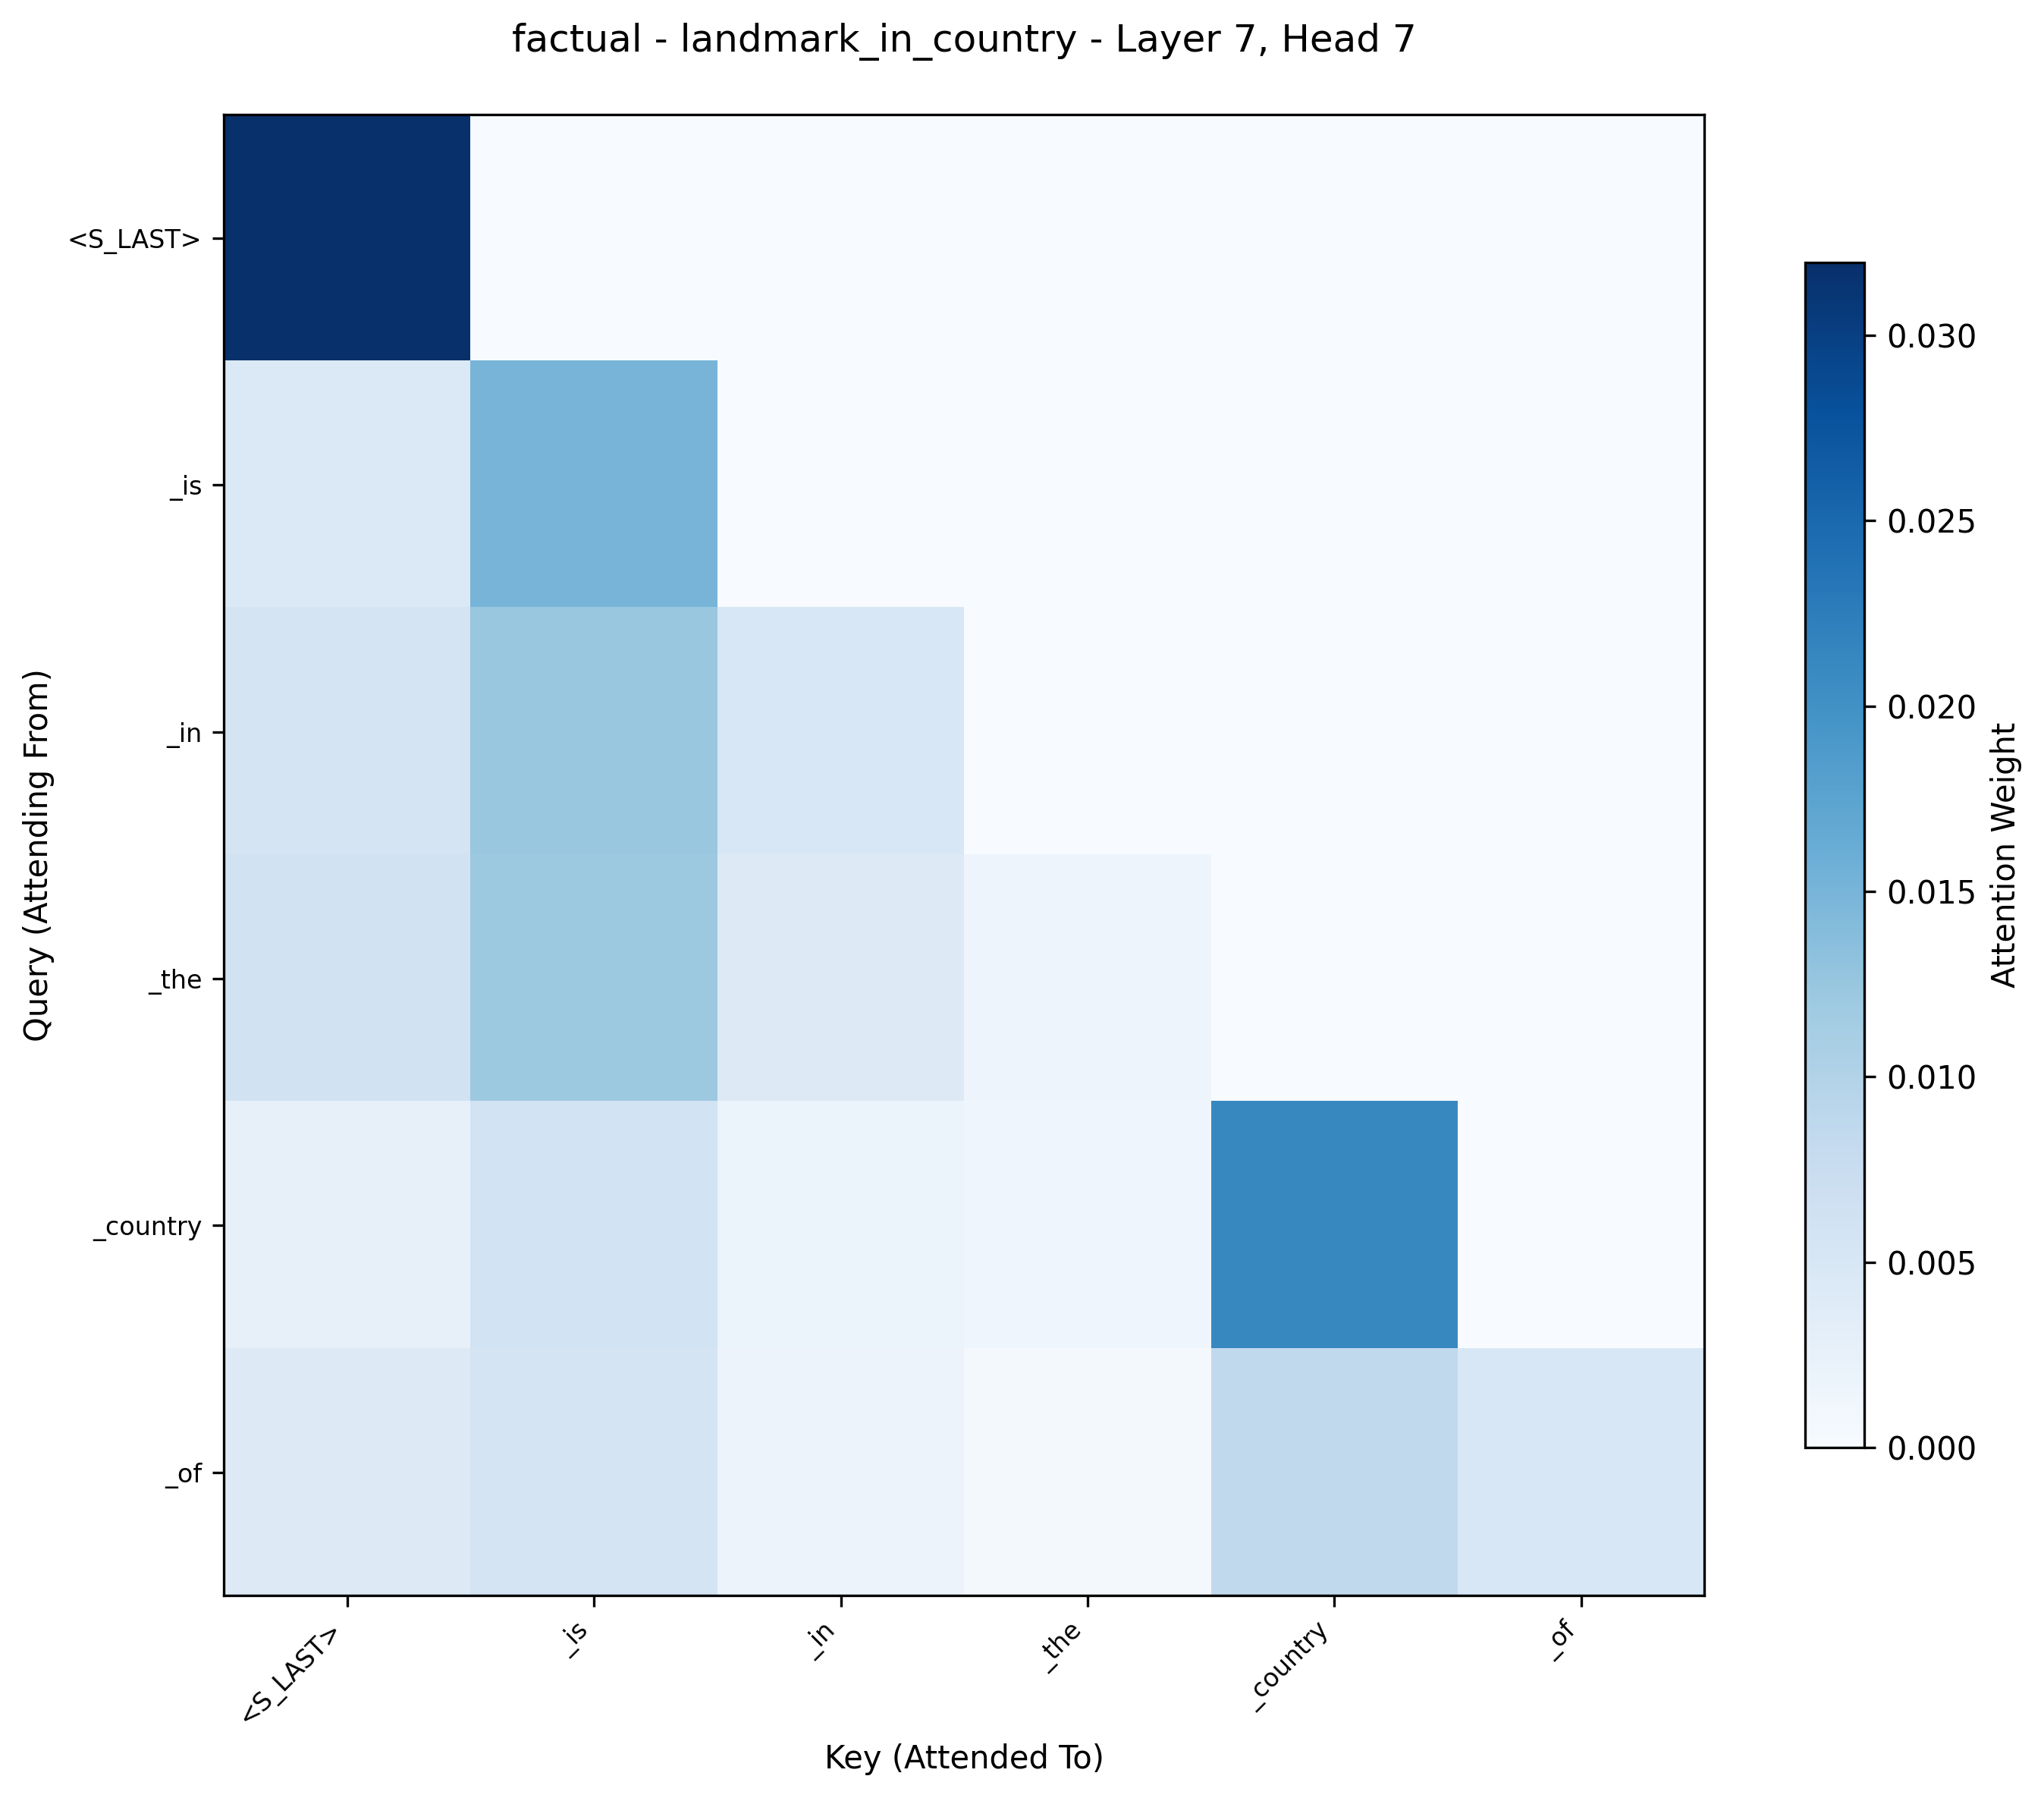 factual - landmark_in_country - Layer 7, Head 7
Query (Attending From)
<S_LAST>
_is
_in
_the
_country
_of
<S_LAST>
_is
_in
_the
_country
_of
Key (Attended To)
0.030
0.025
0.020
0.015
0.010
0.005
0.000
Attention Weight